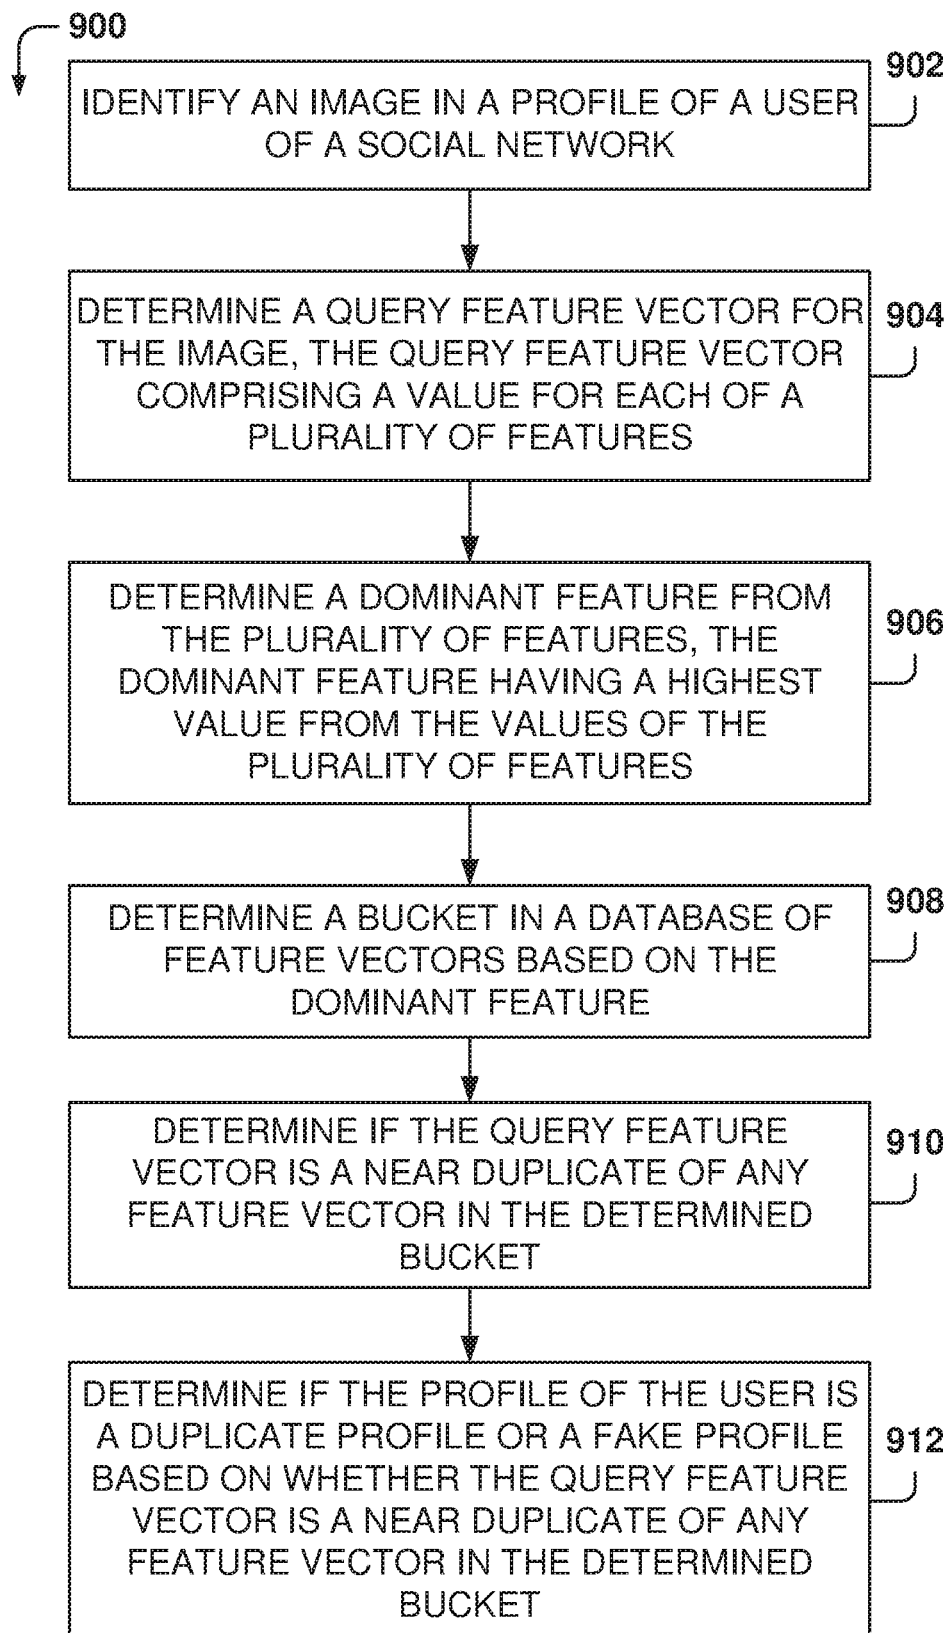 900
902
IDENTIFY AN IMAGE IN A PROFILE OF A USER
OF A SOCIAL NETWORK
DETERMINE A QUERY FEATURE VECTOR FOR
THE IMAGE, THE QUERY FEATURE VECTOR
COMPRISING A VALUE FOR EACH OF A
PLURALITY OF FEATURES
904
DETERMINE A DOMINANT FEATURE FROM
THE PLURALITY OF FEATURES, THE
DOMINANT FEATURE HAVING A HIGHEST
VALUE FROM THE VALUES OF THE
PLURALITY OF FEATURES
906
DETERMINE A BUCKET IN A DATABASE OF
FEATURE VECTORS BASED ON THE
DOMINANT FEATURE
908
DETERMINE IF THE QUERY FEATURE
VECTOR IS A NEAR DUPLICATE OF ANY
FEATURE VECTOR IN THE DETERMINED
BUCKET
910
DETERMINE IF THE PROFILE OF THE USER IS
A DUPLICATE PROFILE OR A FAKE PROFILE
BASED ON WHETHER THE QUERY FEATURE
VECTOR IS A NEAR DUPLICATE OF ANY
FEATURE VECTOR IN THE DETERMINED
BUCKET
912